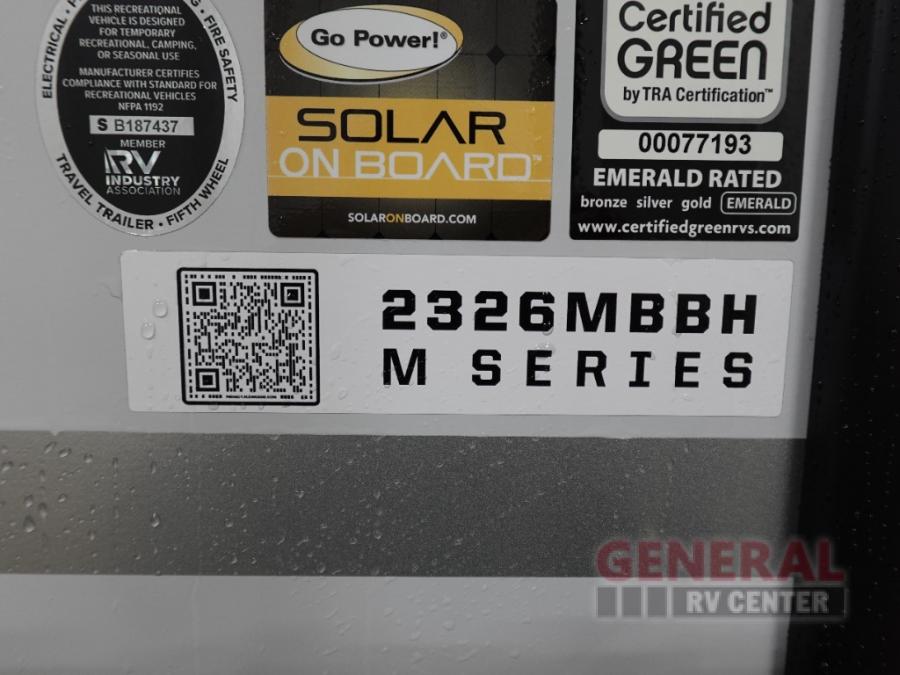 ELECTRICAL •
• FIRE SAFETY
THIS RECREATIONAL
VEHICLE IS DESIGNED
FOR TEMPORARY
RECREATIONAL, CAMPING,
OR SEASONAL USE
MANUFACTURER CERTIFIES
COMPLIANCE WITH STANDARD FOR
RECREATIONAL VEHICLES
NFPA 1192
S B187437
MEMBER
RV
INDUSTRY
ASSOCIATION
TRAVEL TRAILER • FIFTH WHEEL
Go Power!®
SOLAR
ON BOARD™
SOLARONBOARD.COM
Certified
GREEN
by TRA Certification™
00077193
EMERALD RATED
bronze silver gold EMERALD
www.certifiedgreenrvs.com
2326MBBH
M SERIES
GENERAL
RV CENTER